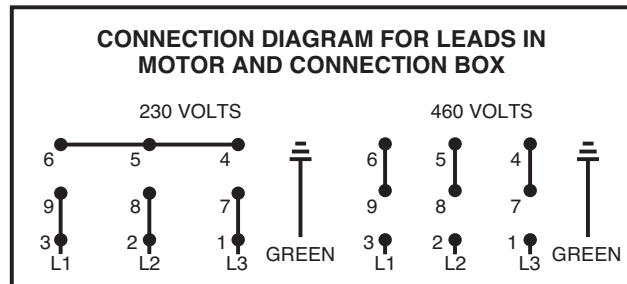 CONNECTION DIAGRAM FOR LEADS IN
MOTOR AND CONNECTION BOX
230 VOLTS 460 VOLTS
6 5 4 6 5 4
9 8 7 9 8 7
3 2 1 GREEN 3 2 1 GREEN
L1 L2 L3 L1 L2 L3